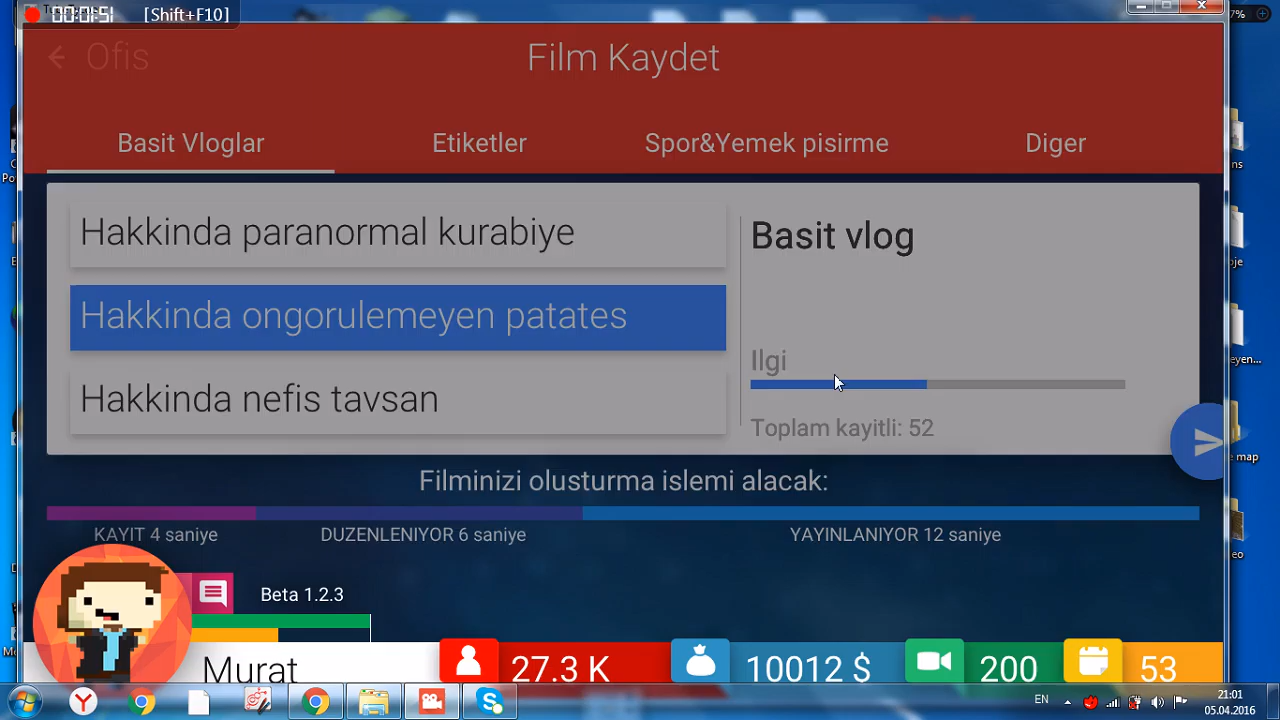 00:01:51 [Shift+F10]
7%
Ofis
Film Kaydet
Basit Vloglar
Etiketler
Spor&Yemek pisirme
Diger
Hakkinda paranormal kurabiye
Hakkinda ongorulemeyen patates
Hakkinda nefis tavsan
Basit vlog
Ilgi
Toplam kayitli: 52
Filminizi olusturma islemi alacak:
KAYIT 4 saniye
DUZENLENIYOR 6 saniye
YAYINLANIYOR 12 saniye
Beta 1.2.3
Murat
27.3 K
10012 $
200
53
EN
21:01
05.04.2016